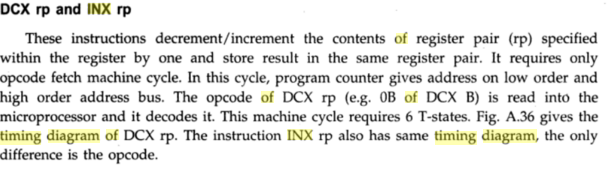 DCX rp and INX rp
These instructions decrement/increment the contents of register pair (rp) specified
within the register by one and store result in the same register pair. It requires only
opcode fetch machine cycle. In this cycle, program counter gives address on low order and
high order address bus. The opcode of DCX rp (e.g. 0B of DCX B) is read into the
microprocessor and it decodes it. This machine cycle requires 6 T-states. Fig. A.36 gives the
timing diagram of DCX rp. The instruction INX rp also has same timing diagram, the only
difference is the opcode.